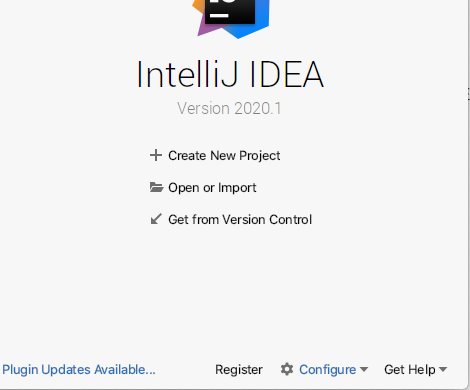 IntelliJ IDEA
Version 2020.1
Create New Project
Open or Import
Get from Version Control
Plugin Updates Available... Register Configure Get Help